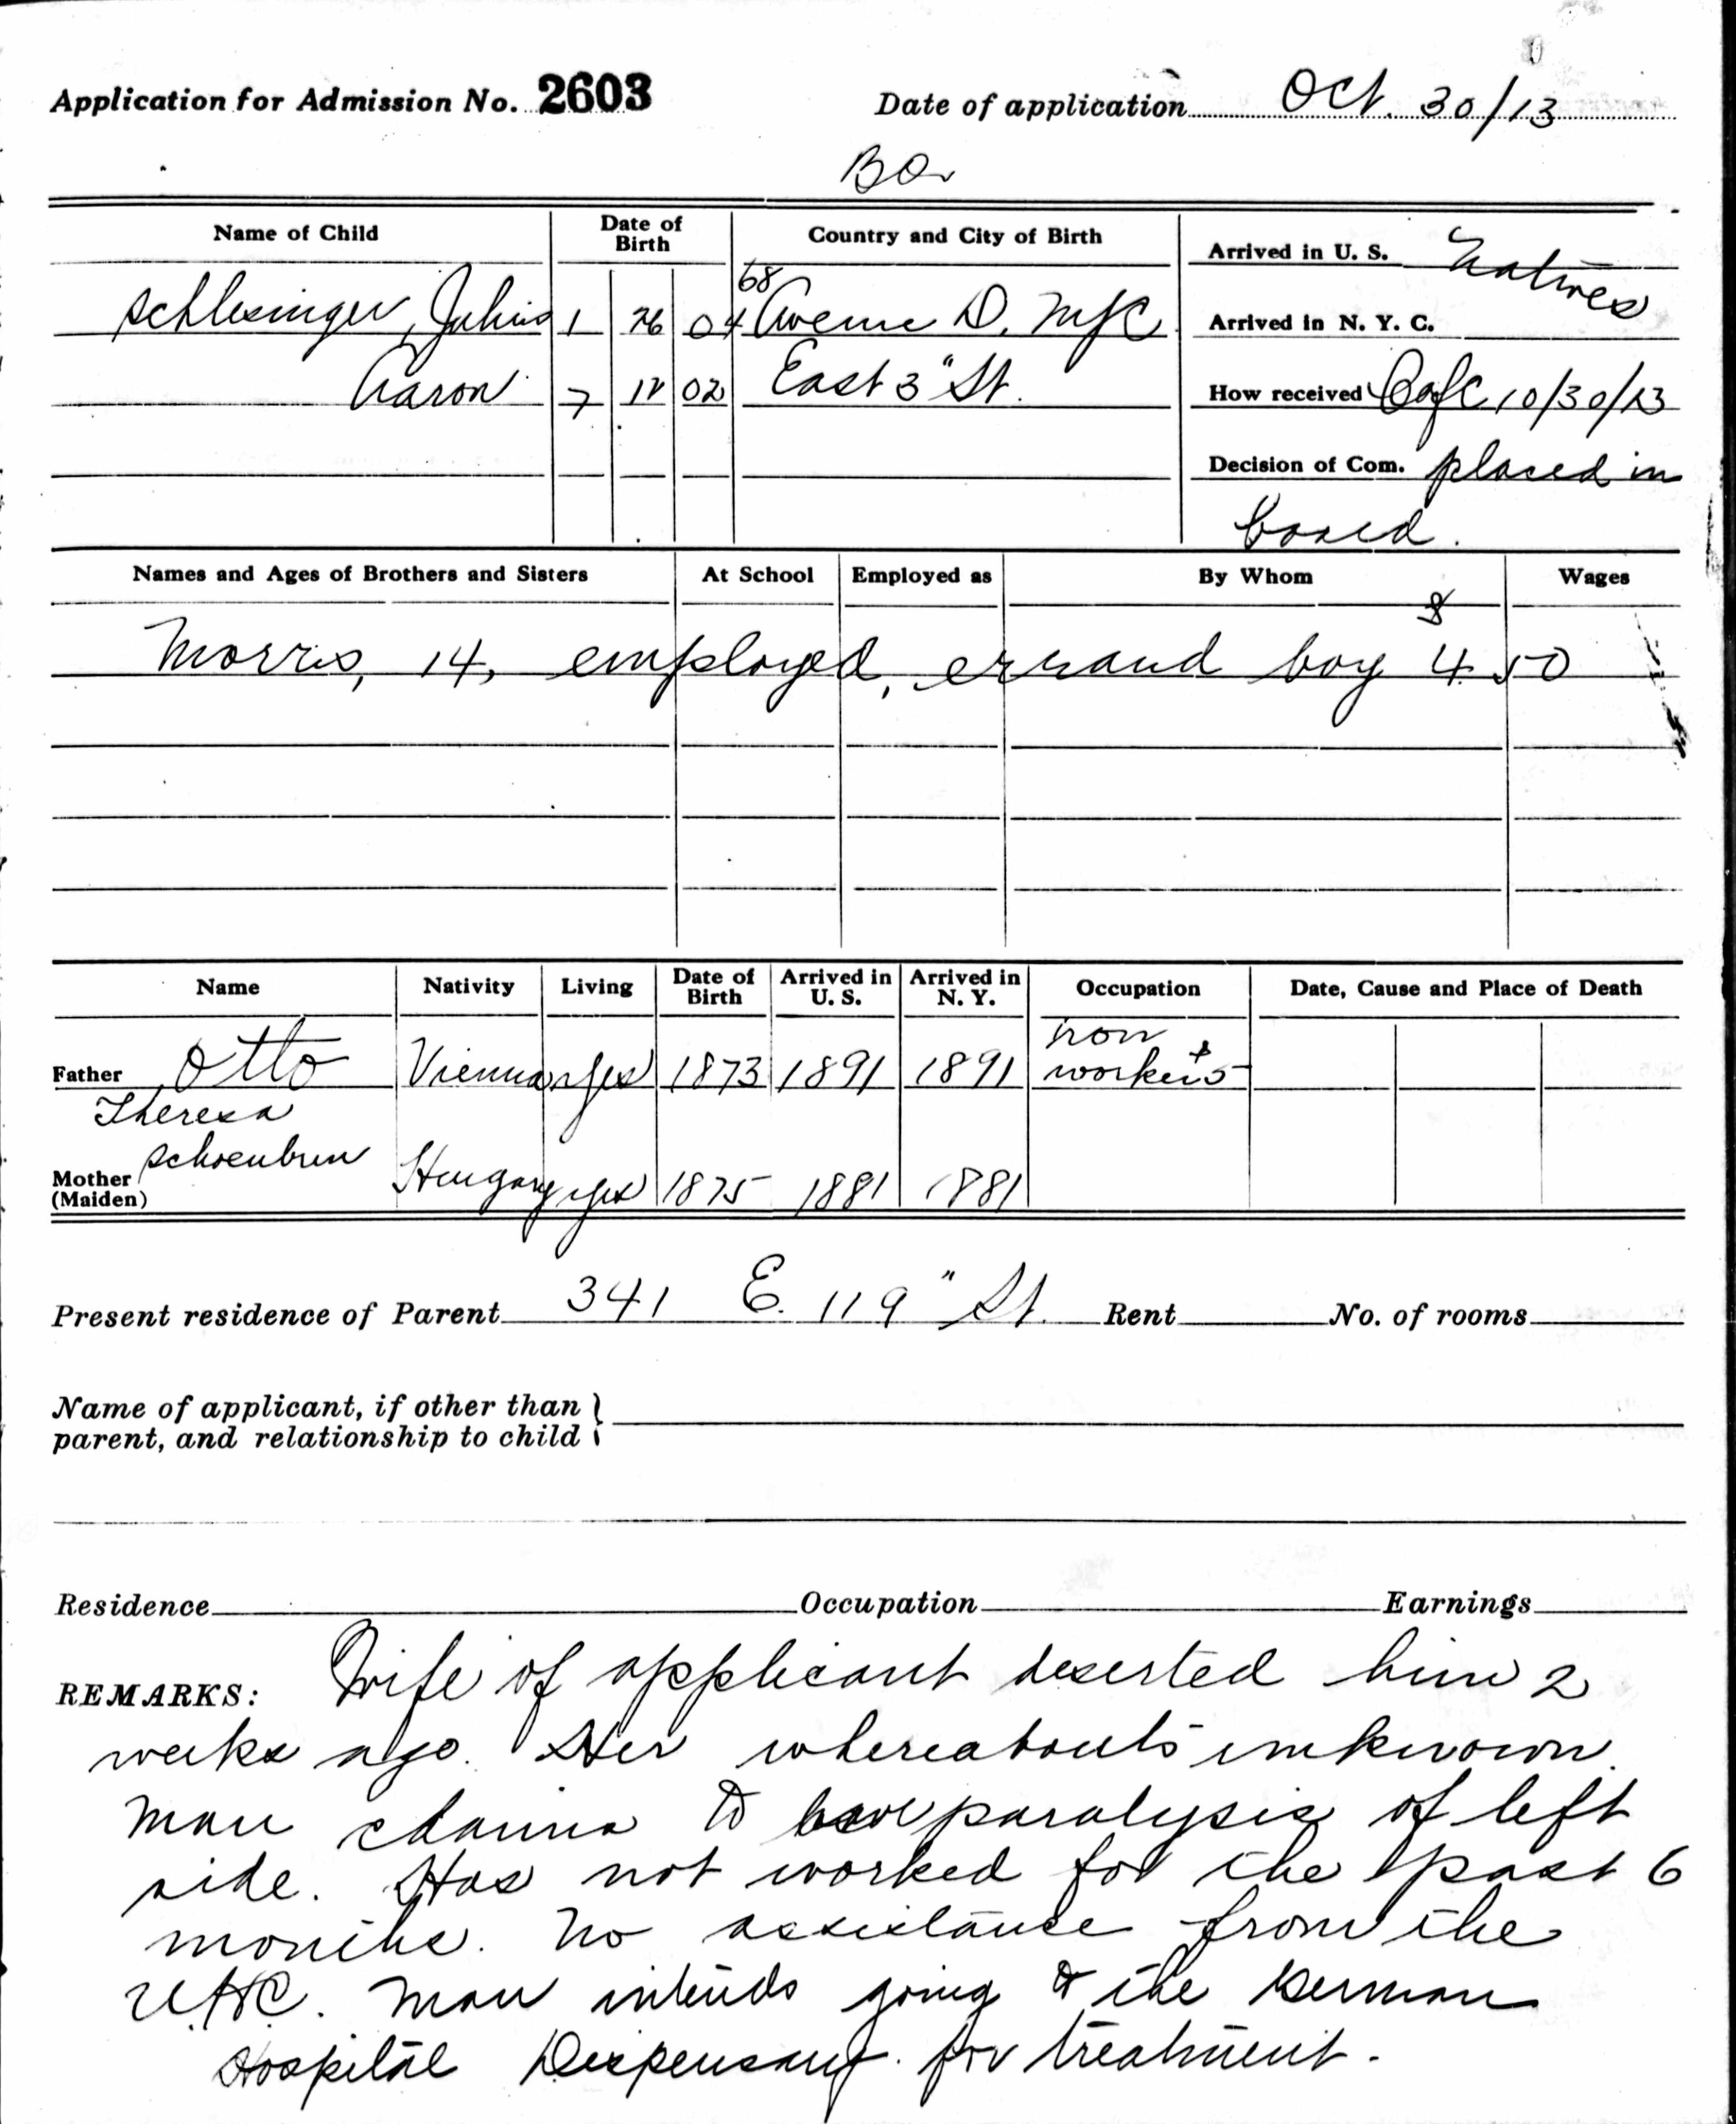 Application for Admission No. 2603 Date of application Oct. 30/13
Name of Child Date of Birth Country and City of Birth Arrived in U. S. Natives
Schlesinger, Julius 1 26 04 68 Avenue D. NYC Arrived in N. Y. C.
Aaron 7 12 02 East 3" St. How received 10/30/13
Decision of Com. placed in
board.
Names and Ages of Brothers and Sisters At School Employed as By Whom Wages
Morris, 14, employed, errand boy $ 4 50
Name Nativity Living Date of Birth Arrived in U. S. Arrived in N. Y. Occupation Date, Cause and Place of Death
Father Otto Vienna yes 1873 1891 1891 iron worker
Theresa
Mother (Maiden) Schoenbrun Hungary yes 1875 1881 1881
Present residence of Parent 341 E. 119" St. Rent No. of rooms
Name of applicant, if other than
parent, and relationship to child
Residence Occupation Earnings
REMARKS: Wife of applicant deserted him 2
weeks ago. Her whereabouts unknown.
Man claims to have paralysis of left
side. Has not worked for the past 6
months. No assistance from the
U.H.C. Man intends going to the German
Hospital Dispensary for treatment.